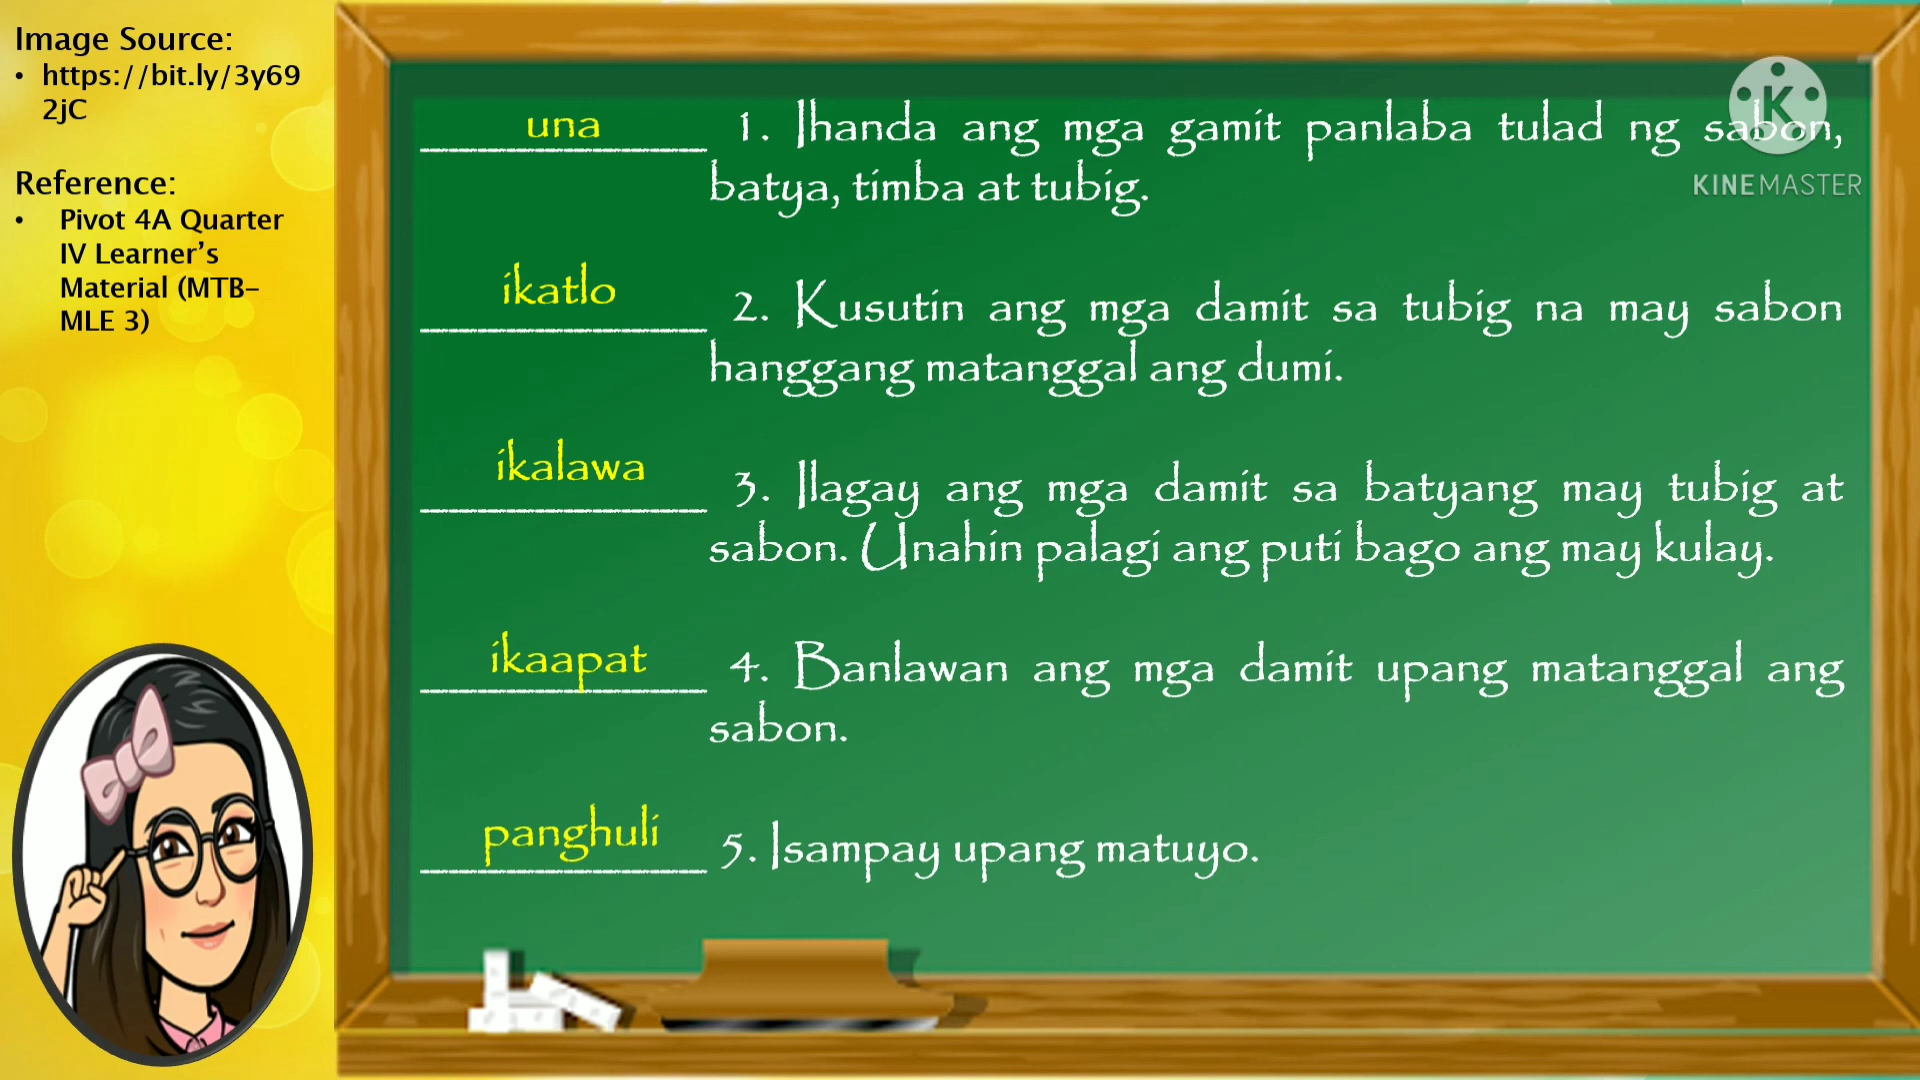 Image Source:
• https://bit.ly/3y69
2jC
Reference:
• Pivot 4A Quarter
IV Learner's
Material (MTB-
MLE 3)
una 1. Ihanda ang mga gamit panlaba tulad ng sabon,
batya, timba at tubig.
ikatlo 2. Kusutin ang mga damit sa tubig na may sabon
hanggang matanggal ang dumi.
ikalawa 3. Ilagay ang mga damit sa batyang may tubig at
sabon. Unahin palagi ang puti bago ang may kulay.
ikaapat 4. Banlawan ang mga damit upang matanggal ang
sabon.
panghuli 5. Isampay upang matuyo.
K
KINEMASTER